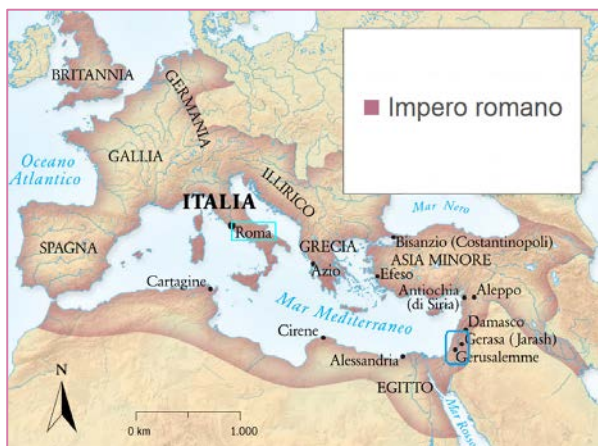 Impero romano
BRITANNIA
GERMANIA
Oceano
Atlantico
GALLIA
ILLIRICO
ITALIA
Mar Nero
Roma
SPAGNA
GRECIA
Bisanzio (Costantinopoli)
ASIA MINORE
Azio
Efeso
Cartagine
Antiochia
(di Siria)
Aleppo
Mar Mediterraneo
Damasco
Cirene
Gerasa (Jarash)
Alessandria
Gerusalemme
EGITTO
N
Mar Rosso
0 km
1.000